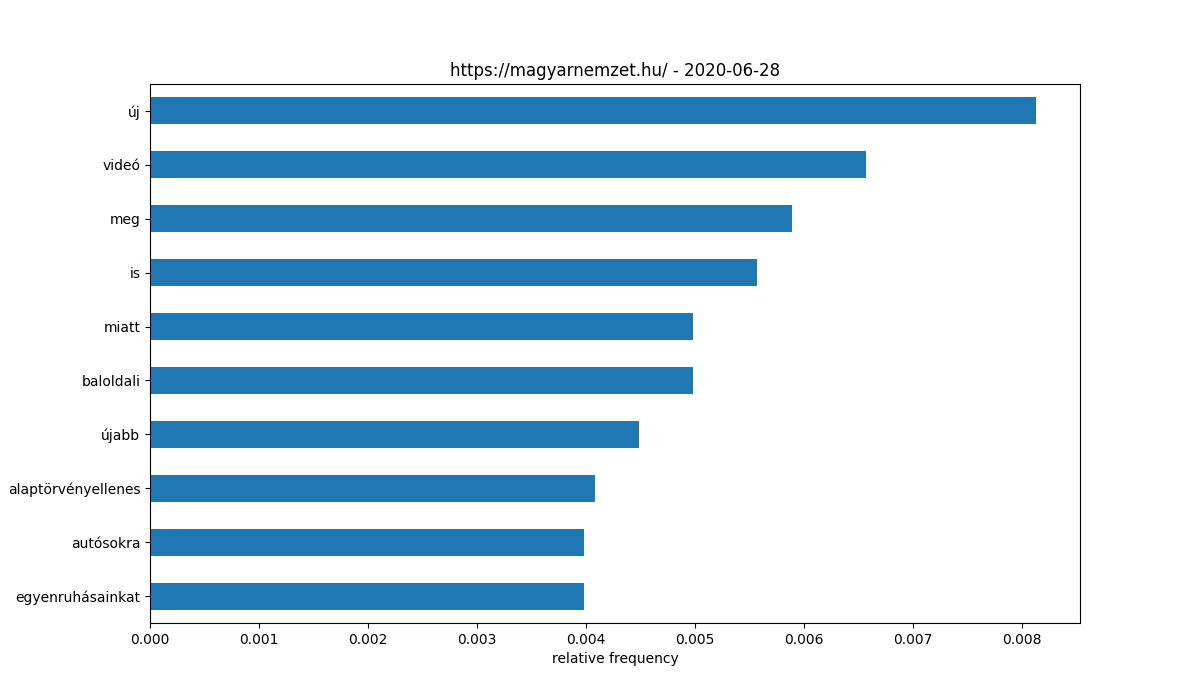 https://magyarnemzet.hu/ - 2020-06-28
új
videó
meg
is
miatt
baloldali
újabb
alaptörvényellenes
autósokra
egyenruhásainkat
0.000 0.001 0.002 0.003 0.004 0.005 0.006 0.007 0.008
relative frequency